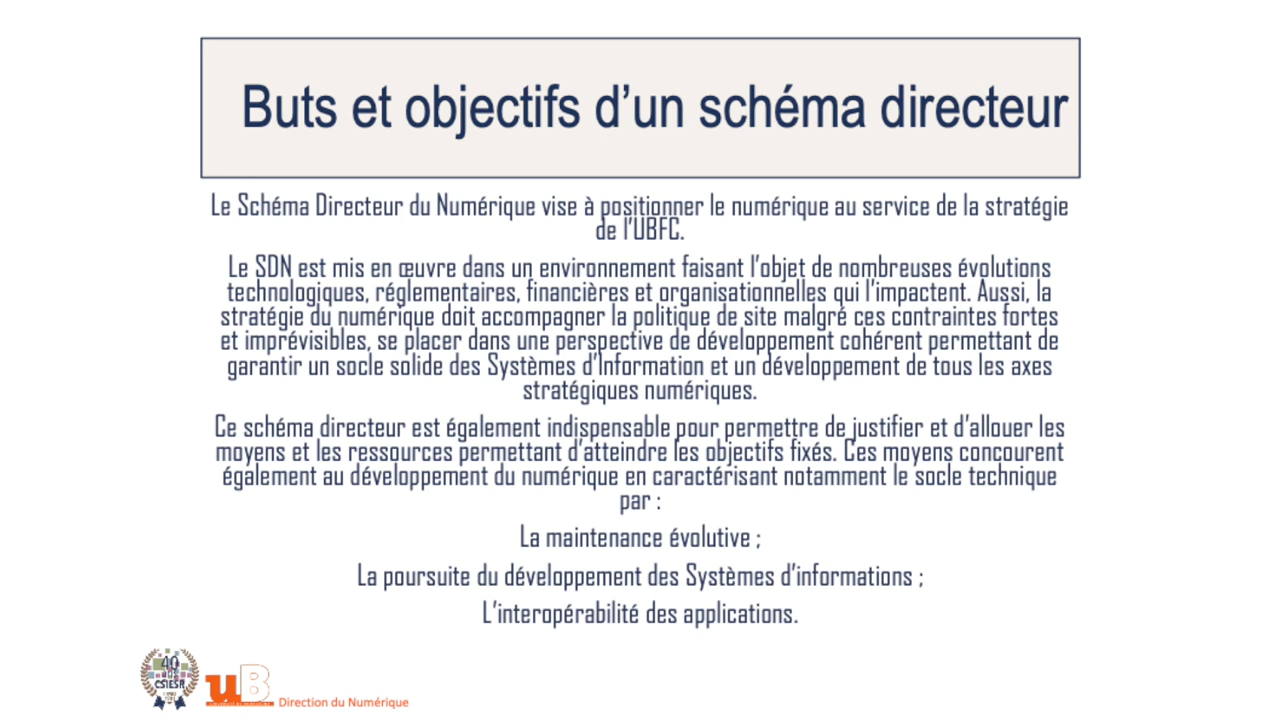 Buts et objectifs d’un schéma directeur
Le Schéma Directeur du Numérique vise à positionner le numérique au service de la stratégie
de l’UBFC.
Le SDN est mis en œuvre dans un environnement faisant l’objet de nombreuses évolutions
technologiques, réglementaires, financières et organisationnelles qui l’impactent. Aussi, la
stratégie du numérique doit accompagner la politique de site malgré ces contraintes fortes
et imprévisibles, se placer dans une perspective de développement cohérent permettant de
garantir un socle solide des Systèmes d’Information et un développement de tous les axes
stratégiques numériques.
Ce schéma directeur est également indispensable pour permettre de justifier et d’allouer les
moyens et les ressources permettant d’atteindre les objectifs fixés. Ces moyens concourent
également au développement du numérique en caractérisant notamment le socle technique
par :
La maintenance évolutive ;
La poursuite du développement des Systèmes d’informations ;
L’interopérabilité des applications.
40
CSIESR
uB
Direction du Numérique